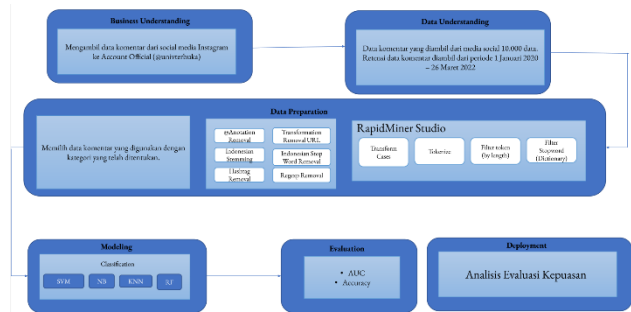 Business Understanding
Mengambil data komentar dari social media Instagram
ke Account Official (@univterbuka)
Data Understanding
Data komentar yang diambil dari media social 10.000 data.
Retensi data komentar diambil dari periode 1 Januari 2020
– 26 Maret 2022
Data Preparation
Memilih data komentar yang digunakan dengan
kategori yang telah ditentukan.
@Anotation
Removal
Transformation
Removal URL
Indonesian
Stemming
Indonesian Stop
Word Removal
Hashtag
Removal
Regexp Removal
RapidMiner Studio
Transform
Cases
Tokenize
Filter token
(by length)
Filter
Stopword
(Dictionary)
Modeling
Classification
SVM
NB
KNN
Evaluation
• AUC
• Accuracy
Deployment
Analisis Evaluasi Kepuasan